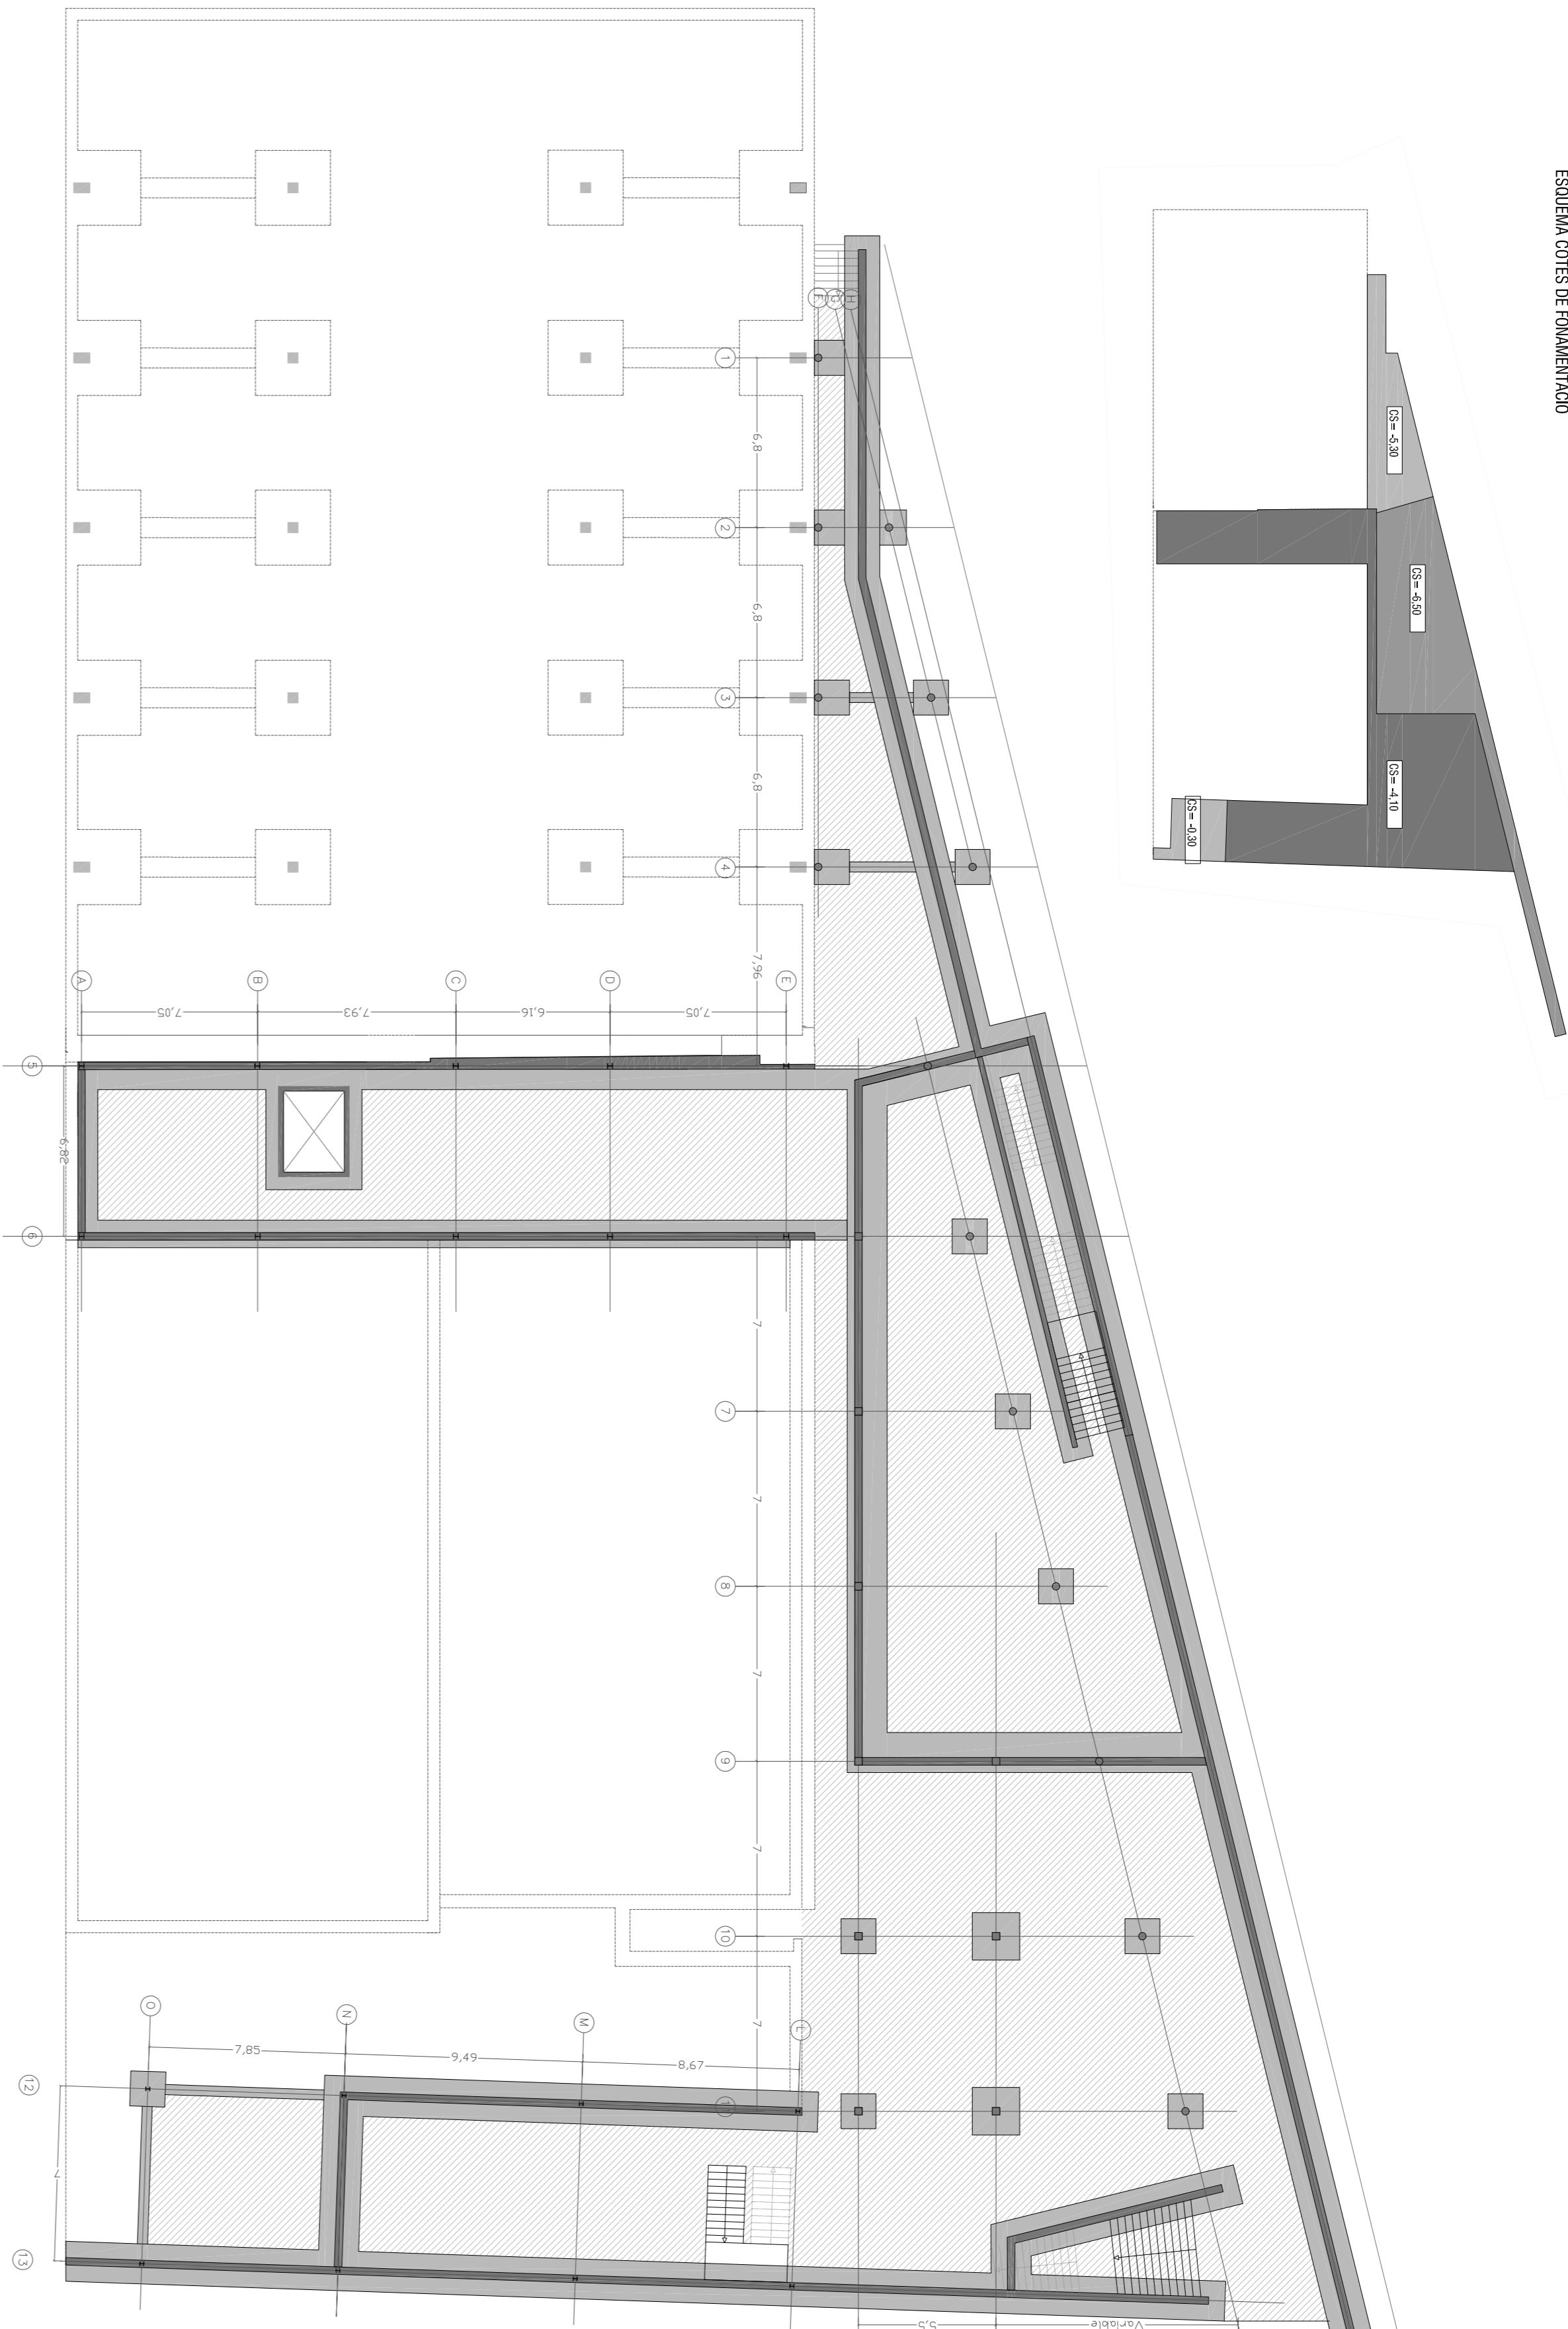 ESQUEMA COTES DE FONAMENTACIÓ
CS= -5,30
CS= -6,50
CS= -4,10
CS= -0,30
F
G
H
1
6,8
2
6,8
3
6,8
4
7,96
A
B
C
D
E
7,05
7,93
6,16
7,05
5
6,82
6
7
7
7
8
7
9
7
10
7
O
N
M
L
7,85
9,49
8,67
12
7
13
5,5
Variable